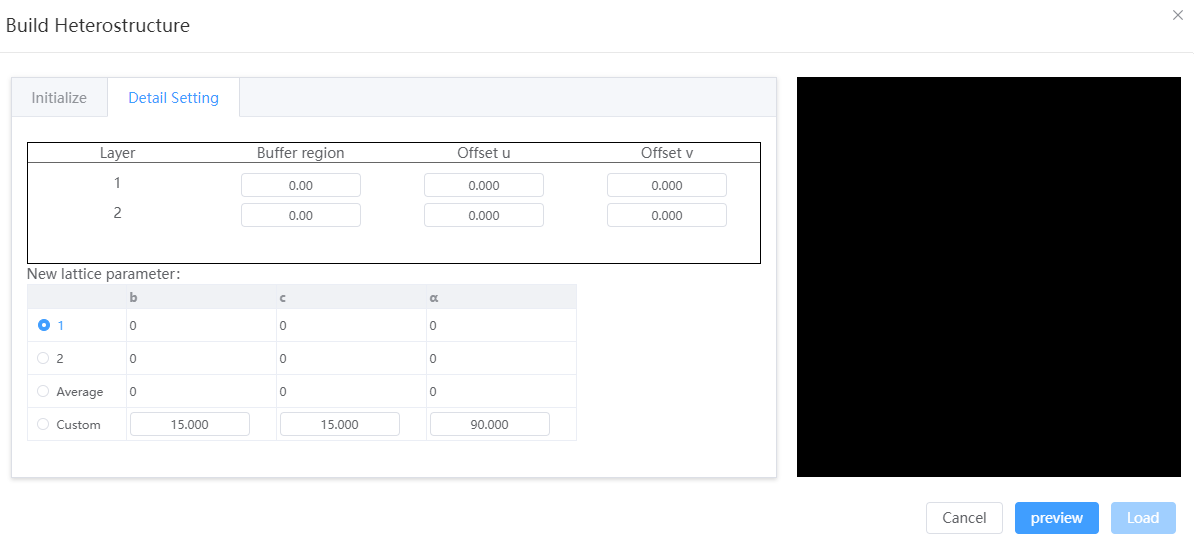 Build Heterostructure
Initialize Detail Setting
Layer Buffer region Offset u Offset v
1 0.00 0.000 0.000
2 0.00 0.000 0.000
New lattice parameter:
b c α
1 0 0 0
2 0 0 0
Average 0 0 0
Custom 15.000 15.000 90.000
Cancel preview Load